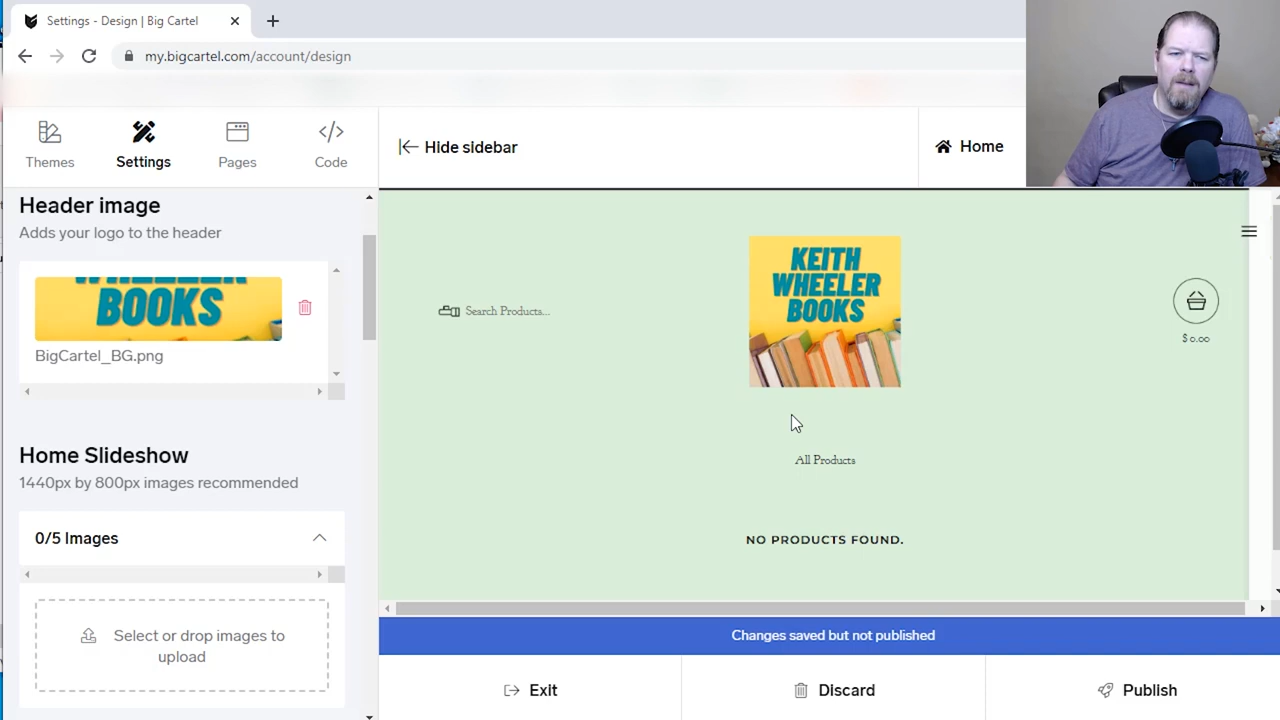 Settings - Design | Big Cartel
my.bigcartel.com/account/design
Themes
Settings
Pages
Code
Hide sidebar
Home
Header image
Adds your logo to the header
WHEELER
BOOKS
BigCartel_BG.png
Home Slideshow
1440px by 800px images recommended
0/5 Images
Select or drop images to
upload
Search Products...
KEITH
WHEELER
BOOKS
$ 0.00
All Products
NO PRODUCTS FOUND.
Changes saved but not published
Exit
Discard
Publish